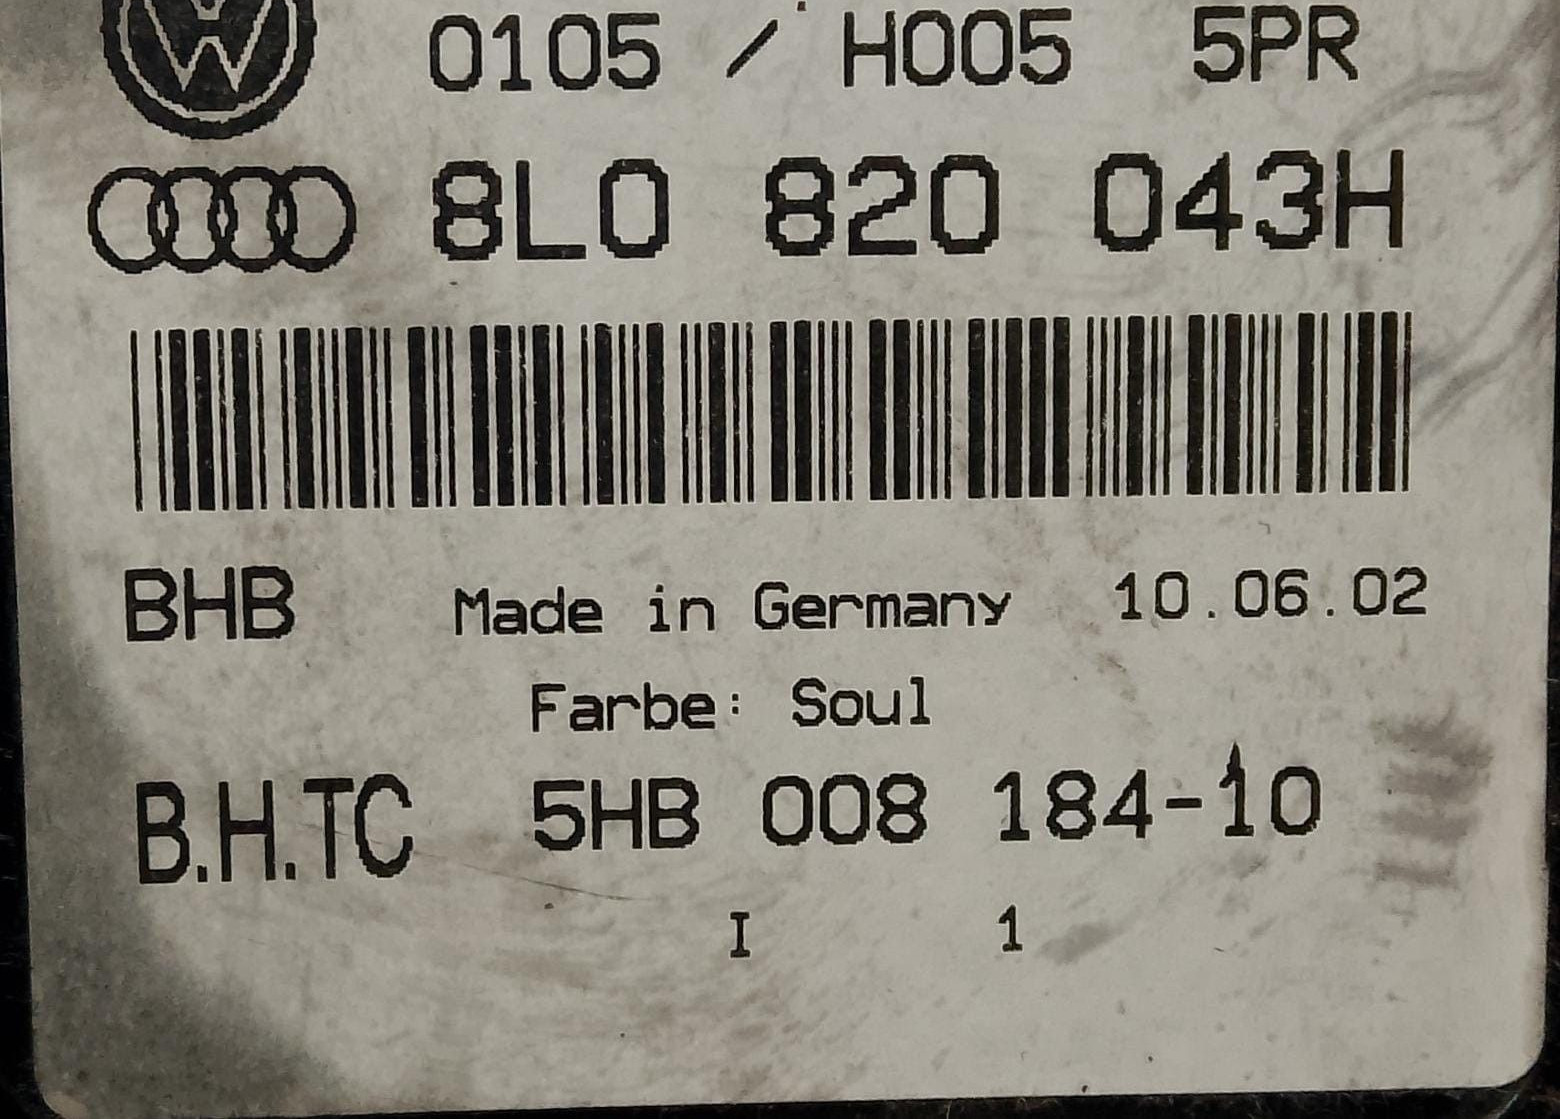 0105 / H005 5PR
8L0 820 043H
BHB Made in Germany 10.06.02
Farbe: Soul
B.H.TC 5HB 008 184-10
I 1